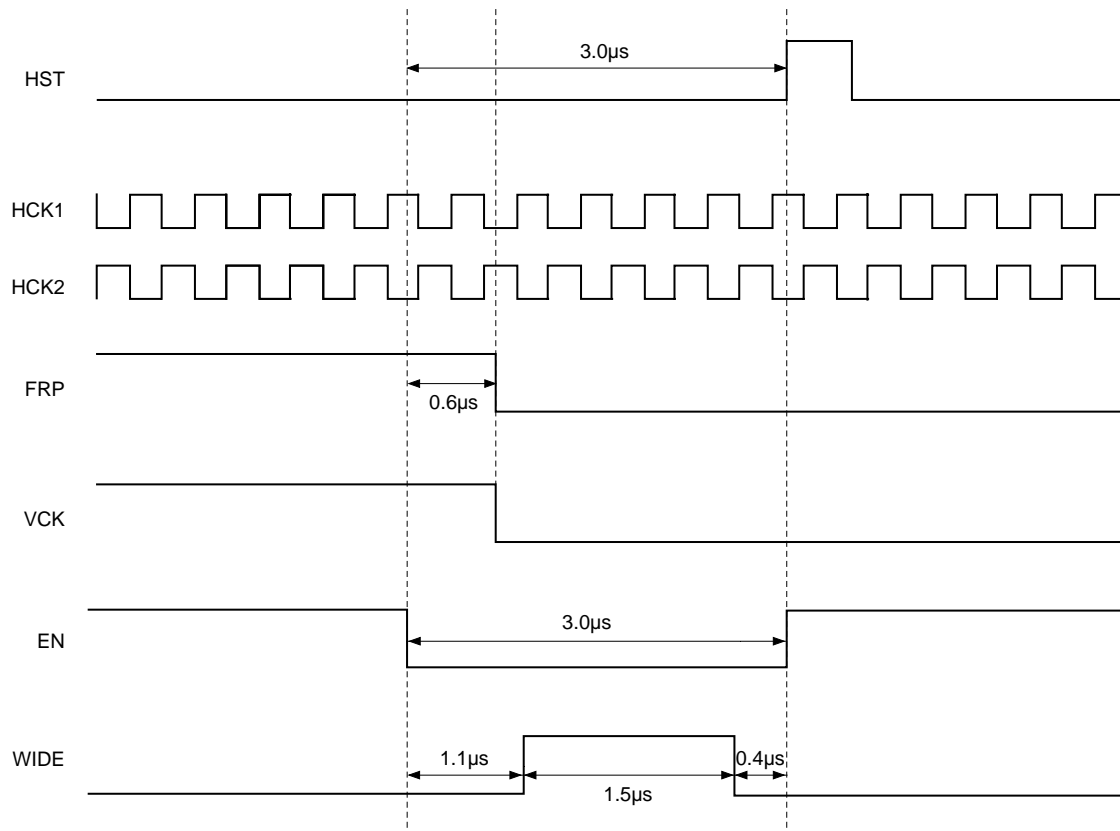 3.0µs
HST
HCK1
HCK2
FRP
0.6µs
VCK
3.0µs
EN
WIDE
1.1µs
0.4µs
1.5µs